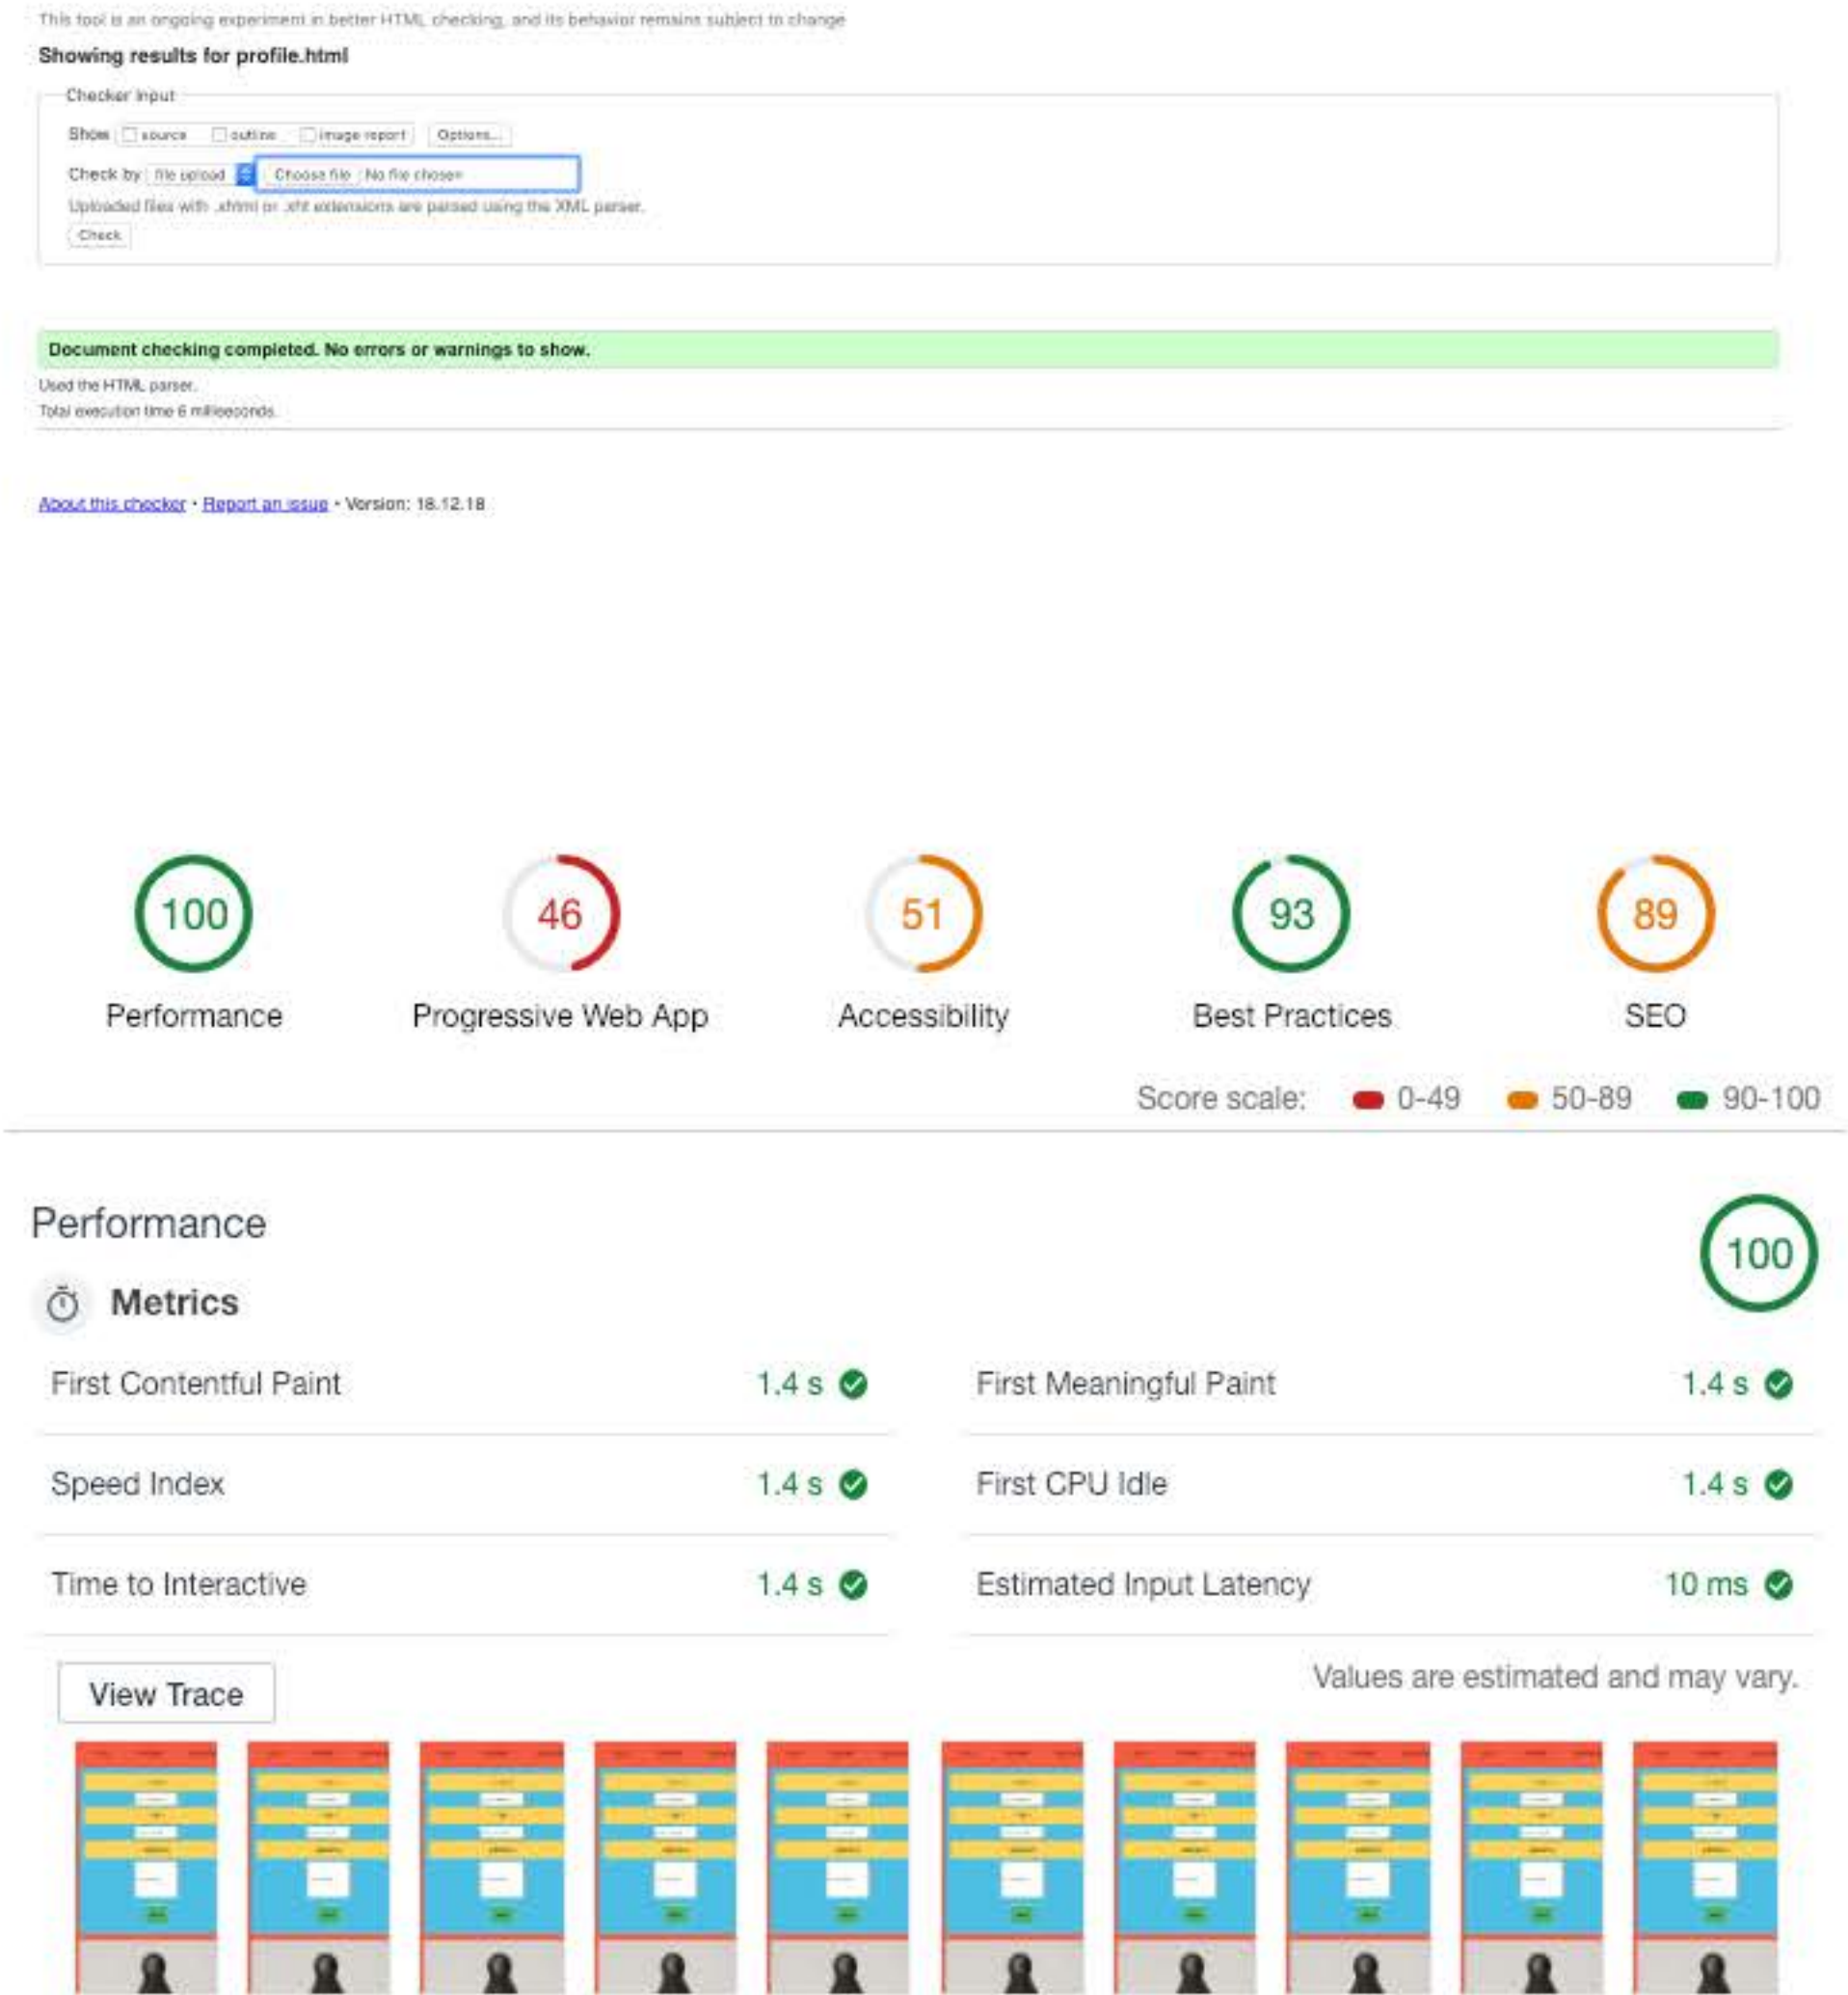 This tool is an ongoing experiment in better HTML checking, and its behavior remains subject to change
Showing results for profile.html
Checker Input
Show source outline image report Options...
Check by file upload Choose file No file chosen
Uploaded files with .xhtml or .xht extensions are parsed using the XML parser.
Check
Document checking completed. No errors or warnings to show.
Used the HTML parser.
Total execution time 6 milliseconds.
About this checker • Report an issue • Version: 18.12.18
100 46 51 93 89
Performance Progressive Web App Accessibility Best Practices SEO
Score scale: 0-49 50-89 90-100
Performance
100
Metrics
First Contentful Paint 1.4 s First Meaningful Paint 1.4 s
Speed Index 1.4 s First CPU Idle 1.4 s
Time to Interactive 1.4 s Estimated Input Latency 10 ms
View Trace Values are estimated and may vary.